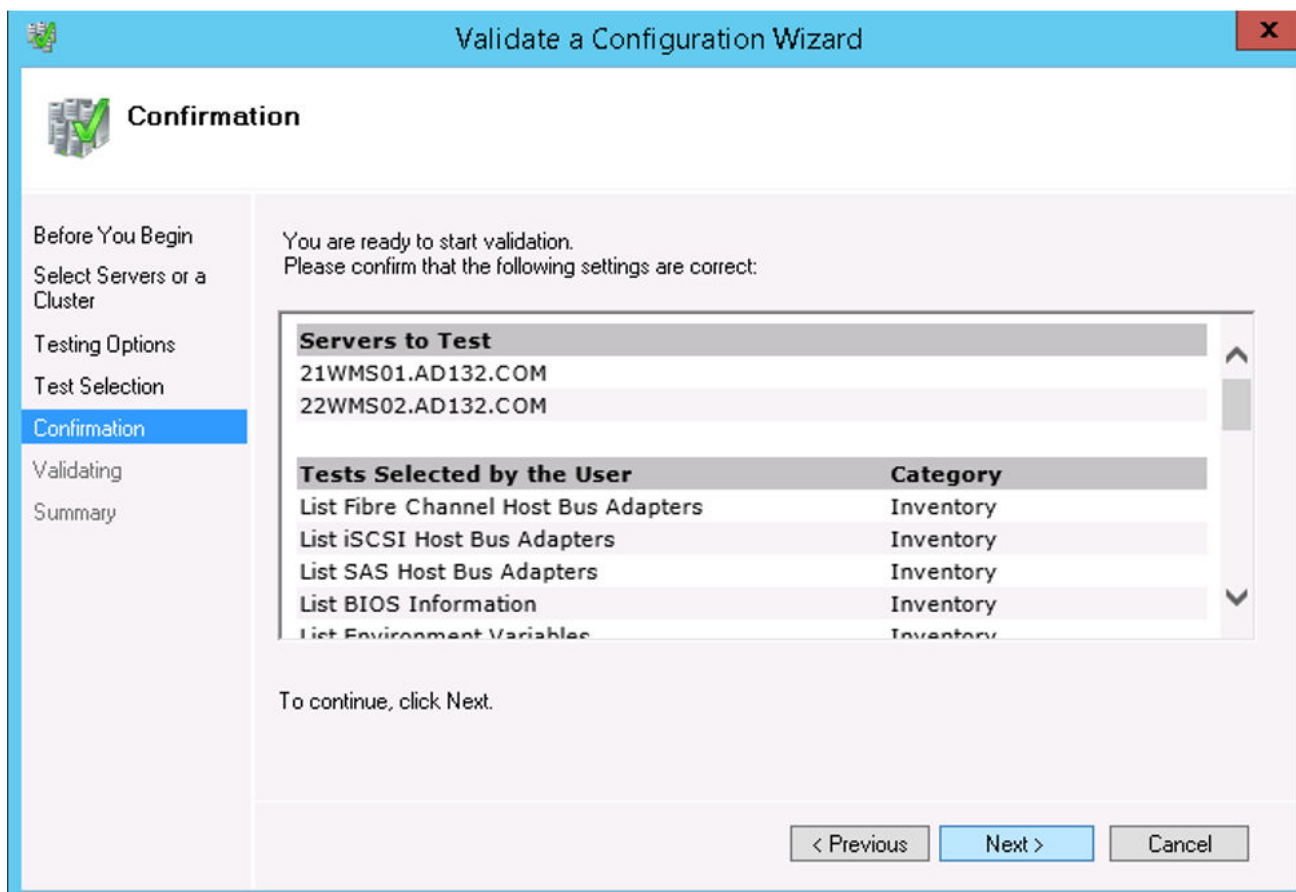 Validate a Configuration Wizard
x
Confirmation
Before You Begin
Select Servers or a
Cluster
Testing Options
Test Selection
Confirmation
Validating
Summary
You are ready to start validation.
Please confirm that the following settings are correct:
Servers to Test
21WMS01.AD132.COM
22WMS02.AD132.COM
Tests Selected by the User Category
List Fibre Channel Host Bus Adapters Inventory
List iSCSI Host Bus Adapters Inventory
List SAS Host Bus Adapters Inventory
List BIOS Information Inventory
List Environment Variables Inventory
To continue, click Next.
< Previous Next > Cancel